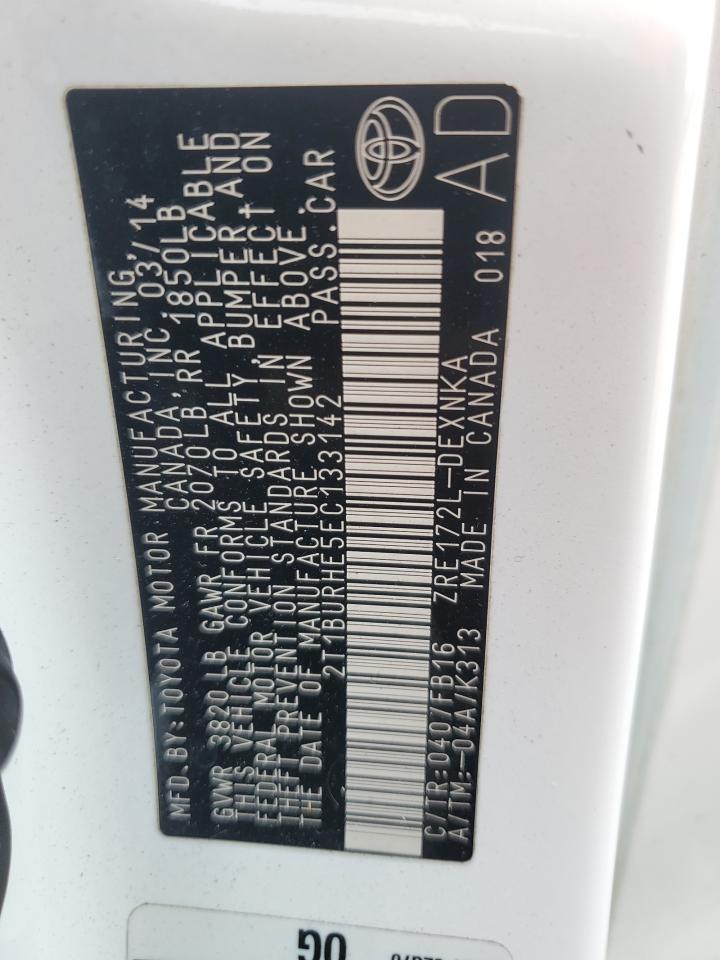 MFD.BY:TOYOTA MOTOR MANUFACTURING,
CANADA,INC.03/14
GVWR 3820LB GAWR FR 2070LB,RR 1850LB
THIS VEHICLE CONFORMS TO ALL APPLICABLE
FEDERAL MOTOR VEHICLE SAFETY,BUMPER AND
THEFT PREVENTION STANDARDS IN EFFECT ON
THE DATE OF MANUFACTURE SHOWN ABOVE.
2T1BURHE5EC133142 PASS.CAR
C/TR:040/FB16 ZRE172L-DEXNKA
A/TM:-04A/K313 MADE IN CANADA 018 AD
OG